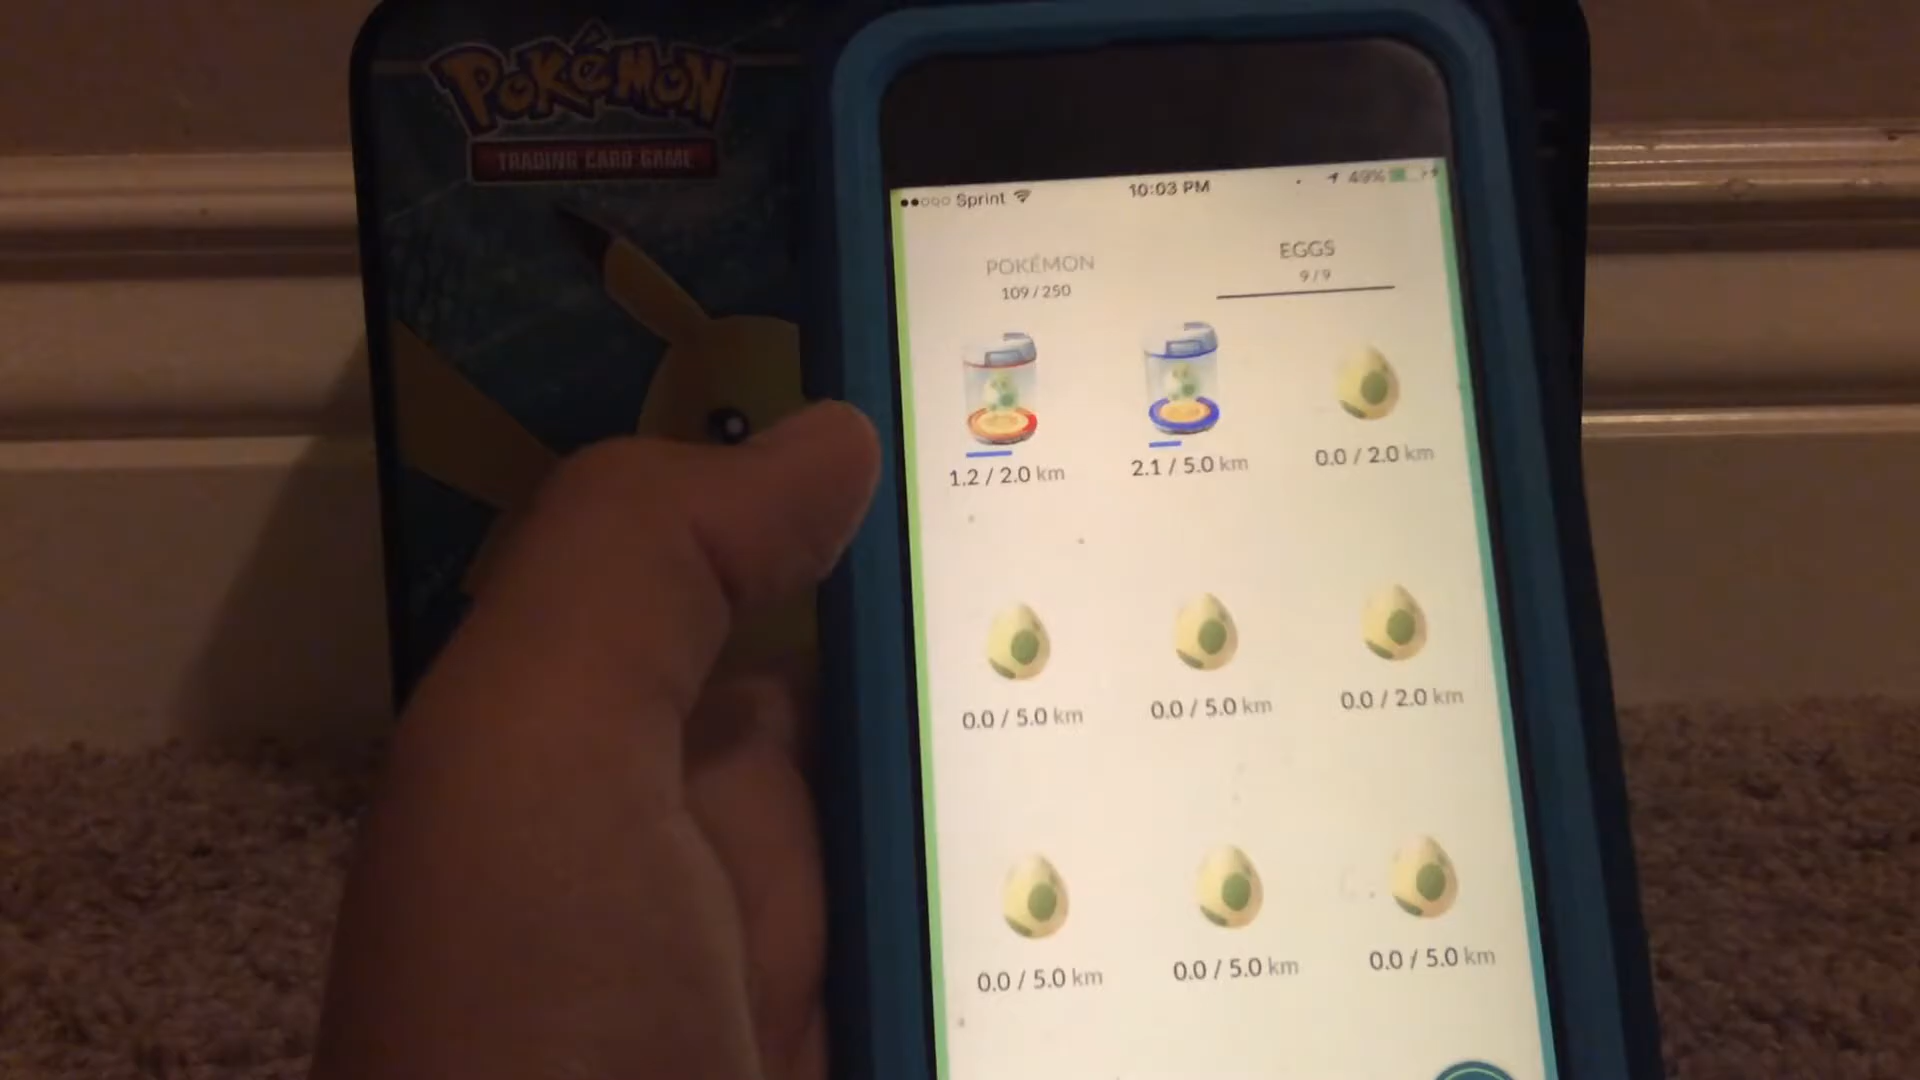 POKÉMON
TRADING CARD GAME
Sprint
10:03 PM
49%
POKÉMON
109 / 250
EGGS
9 / 9
1.2 / 2.0 km
2.1 / 5.0 km
0.0 / 2.0 km
0.0 / 5.0 km
0.0 / 5.0 km
0.0 / 2.0 km
0.0 / 5.0 km
0.0 / 5.0 km
0.0 / 5.0 km